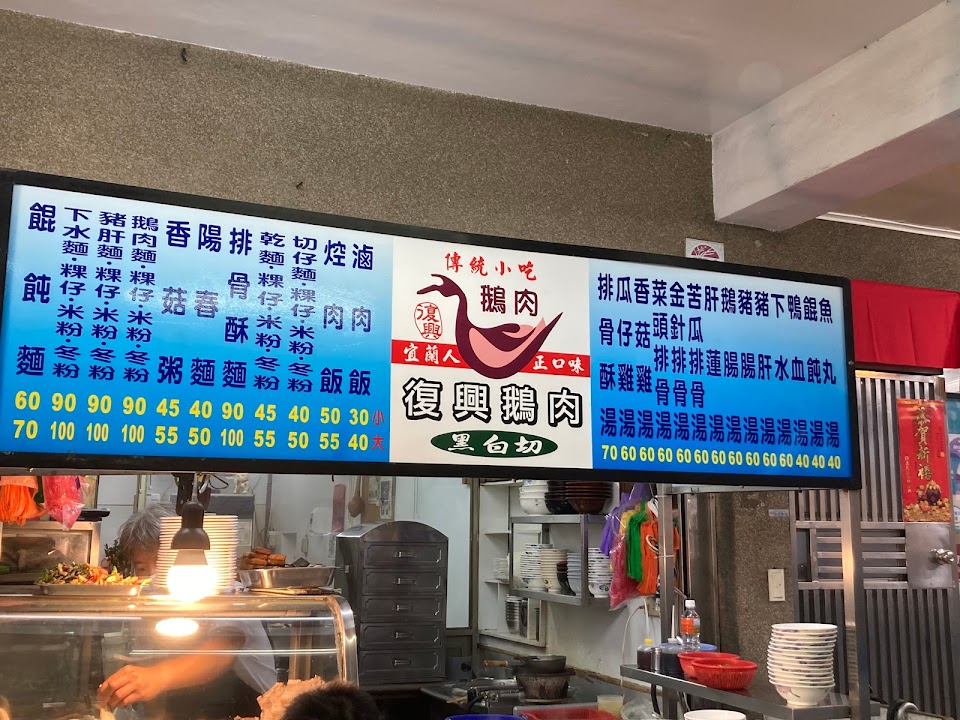 傳統小吃
復興
鵝肉
宜蘭人
正口味
復興鵝肉
黑白切
小
大
滷肉飯 30 40
焢肉飯 50 55
切仔麵·粿仔·米粉·冬粉 40 50
乾麵·粿仔·米粉·冬粉 45 55
排骨酥麵 90 100
陽春麵 40 50
香菇粥 45 55
鵝肉麵·粿仔·米粉·冬粉 90 100
豬肝麵·粿仔·米粉·冬粉 90 100
下水麵·粿仔·米粉·冬粉 90 100
餛飩麵 60 70
魚丸湯 40
餛飩湯 40
鴨血湯 40
下水湯 60
豬肝湯 60
豬腸湯 60
鵝腸湯 60
肝蓮湯 60
苦瓜排骨湯 60
金針排骨湯 60
菜頭排骨湯 60
香菇雞湯 60
瓜仔雞湯 60
排骨酥湯 70
恭賀新禧